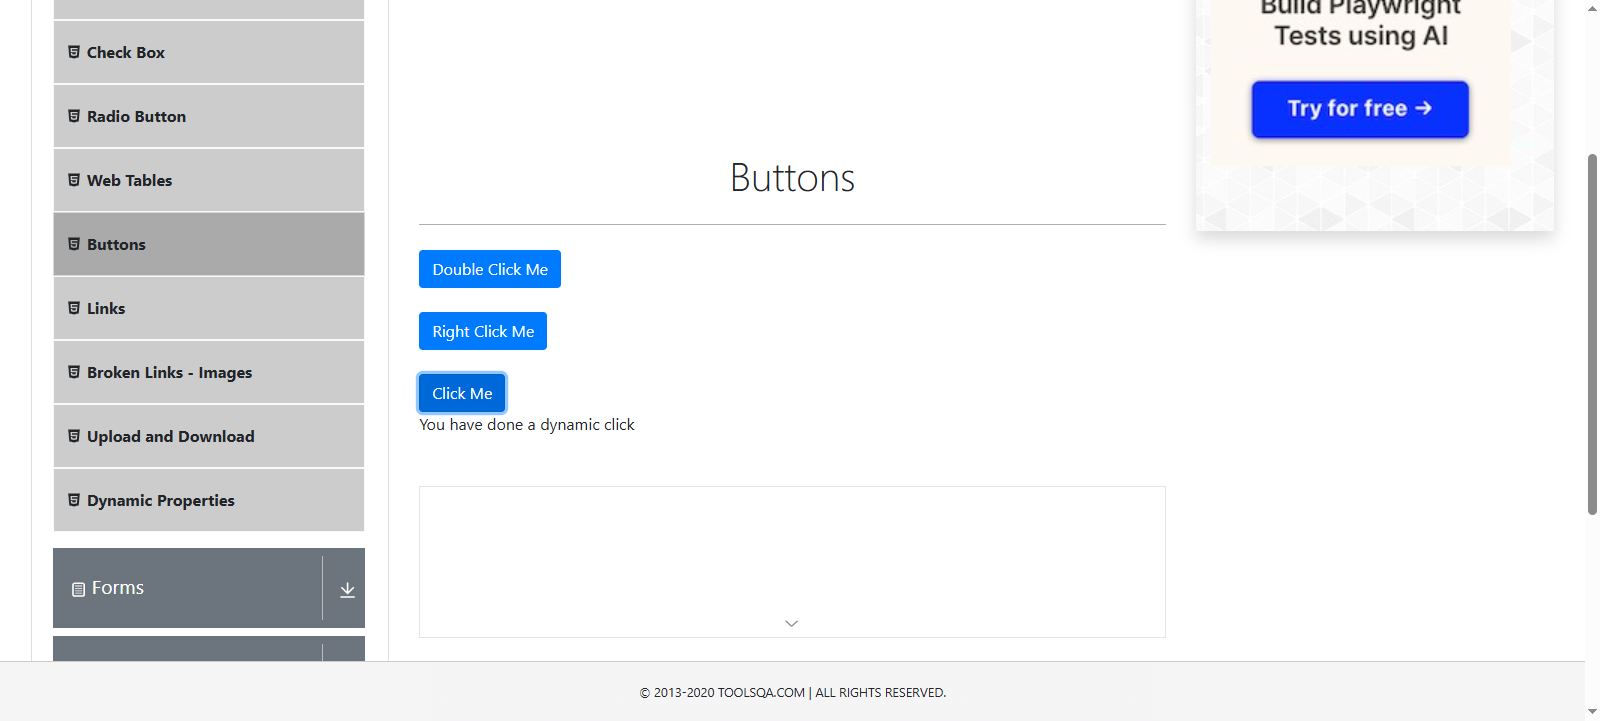 Check Box
Radio Button
Web Tables
Buttons
Links
Broken Links - Images
Upload and Download
Dynamic Properties
Forms
Buttons
Double Click Me
Right Click Me
Click Me
You have done a dynamic click
Build Playwright
Tests using AI
Try for free →
© 2013-2020 TOOLSQA.COM | ALL RIGHTS RESERVED.